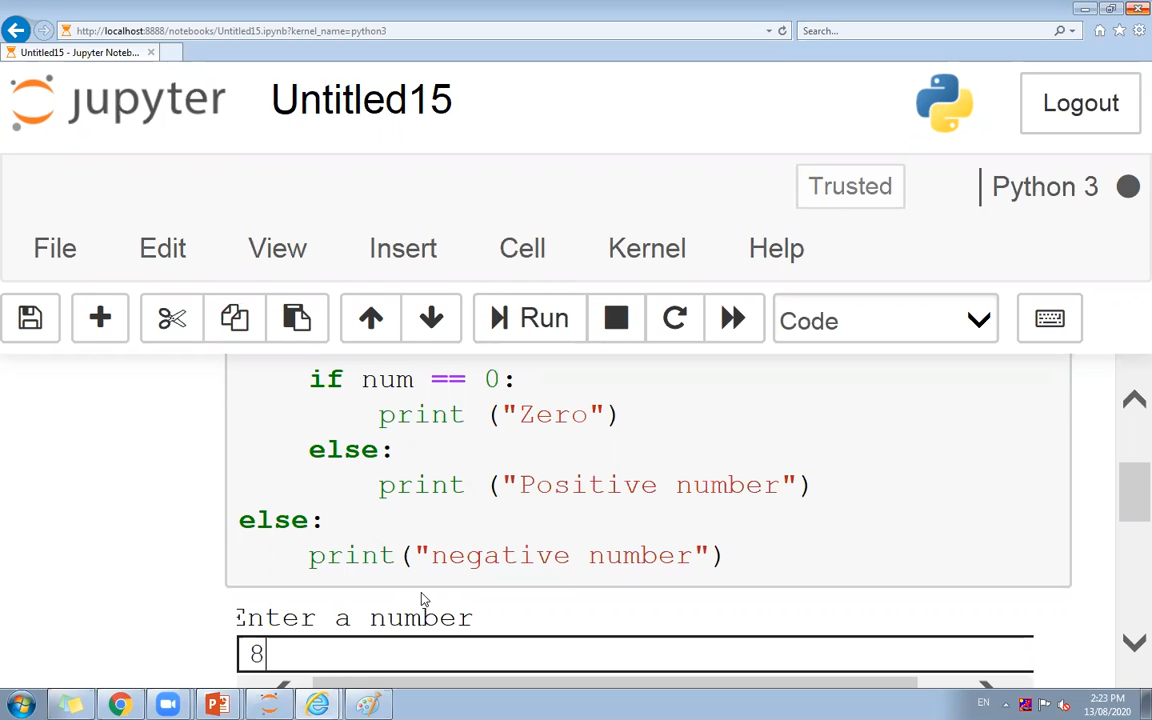 http://localhost:8888/notebooks/Untitled15.ipynb?kernel_name=python3
Search...
Untitled15 - Jupyter Noteb...
jupyter Untitled15
Logout
Trusted
Python 3
File Edit View Insert Cell Kernel Help
Run
Code
if num == 0:
print ("Zero")
else:
print ("Positive number")
else:
print("negative number")
Enter a number
8
EN
2:23 PM
13/08/2020